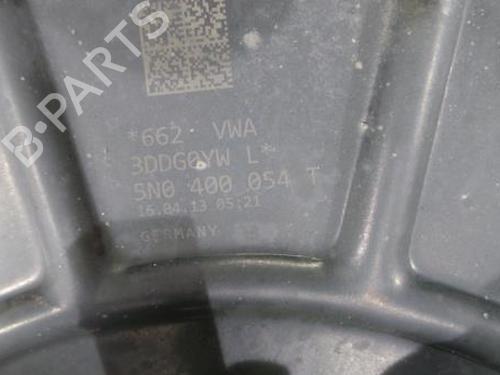 B-Parts
*662 VWA
3DDG0YW L*
5N0 400 054 T
16.04.13 05:21
GERMANY